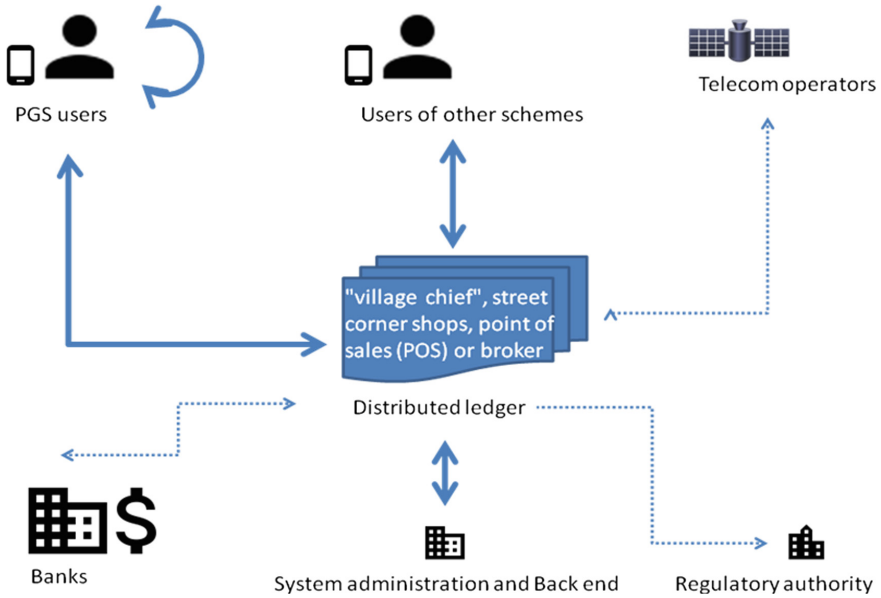 PGS users
Users of other schemes
Telecom operators
"village chief", street
corner shops, point of
sales (POS) or broker
Distributed ledger
Banks
System administration and Back end
Regulatory authority